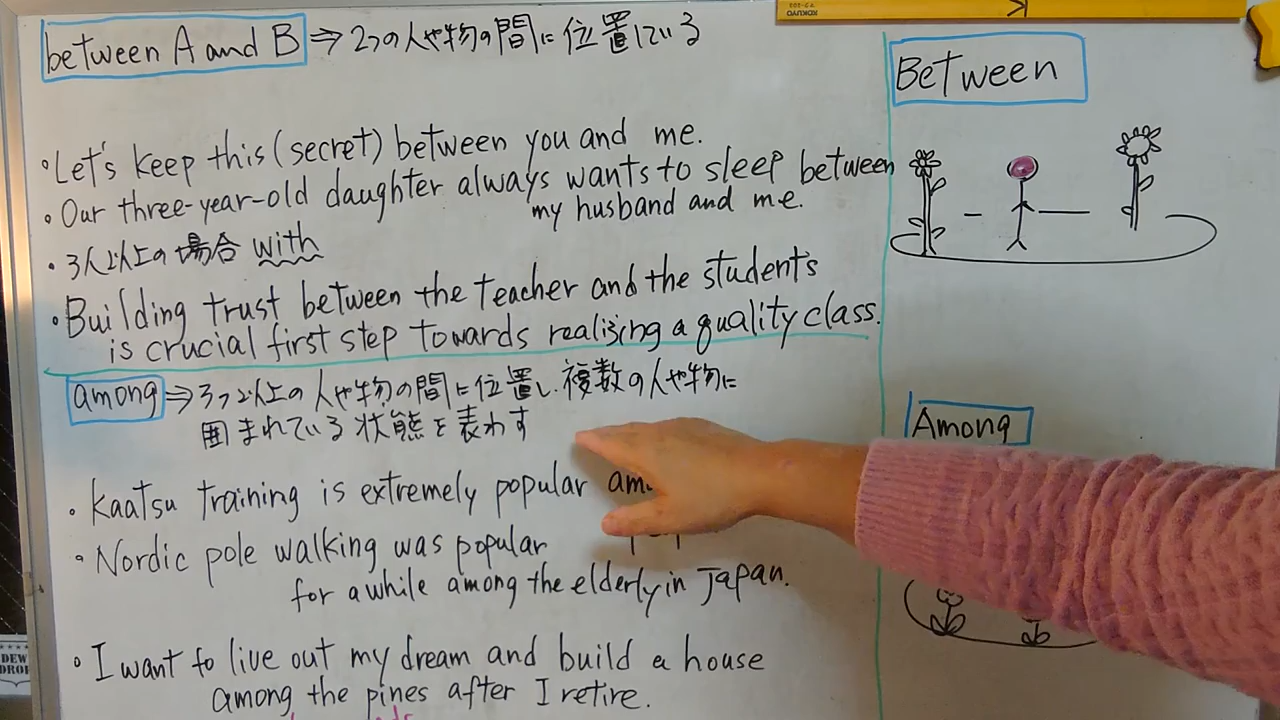 between A and B ⇒ 2つの人や物の間に位置している
• Let's keep this (secret) between you and me.
• Our three-year-old daughter always wants to sleep between
my husband and me.
• 3人以上の場合 with
• Building trust between the teacher and the students
is crucial first step towards realizing a quality class.
among ⇒ 3つ以上の人や物の間に位置し、複数の人や物に
囲まれている状態を表わす
• Kaatsu training is extremely popular
• Nordic pole walking was popular
for a while among the elderly in Japan.
• I want to live out my dream and build a house
among the pines after I retire.
Between
Among
KOKUYO
DEW
DROP